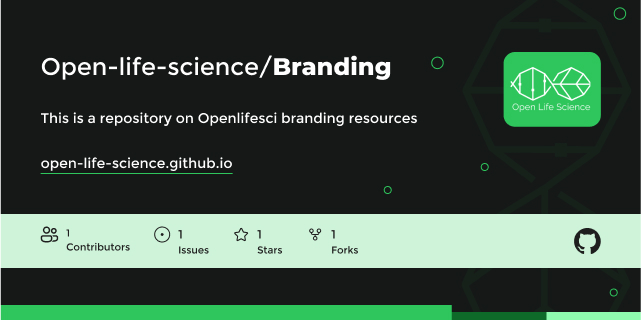 Open-life-science/Branding
Open Life Science
This is a repository on Openlifesci branding resources
open-life-science.github.io
1
Contributors
1
Issues
1
Stars
1
Forks